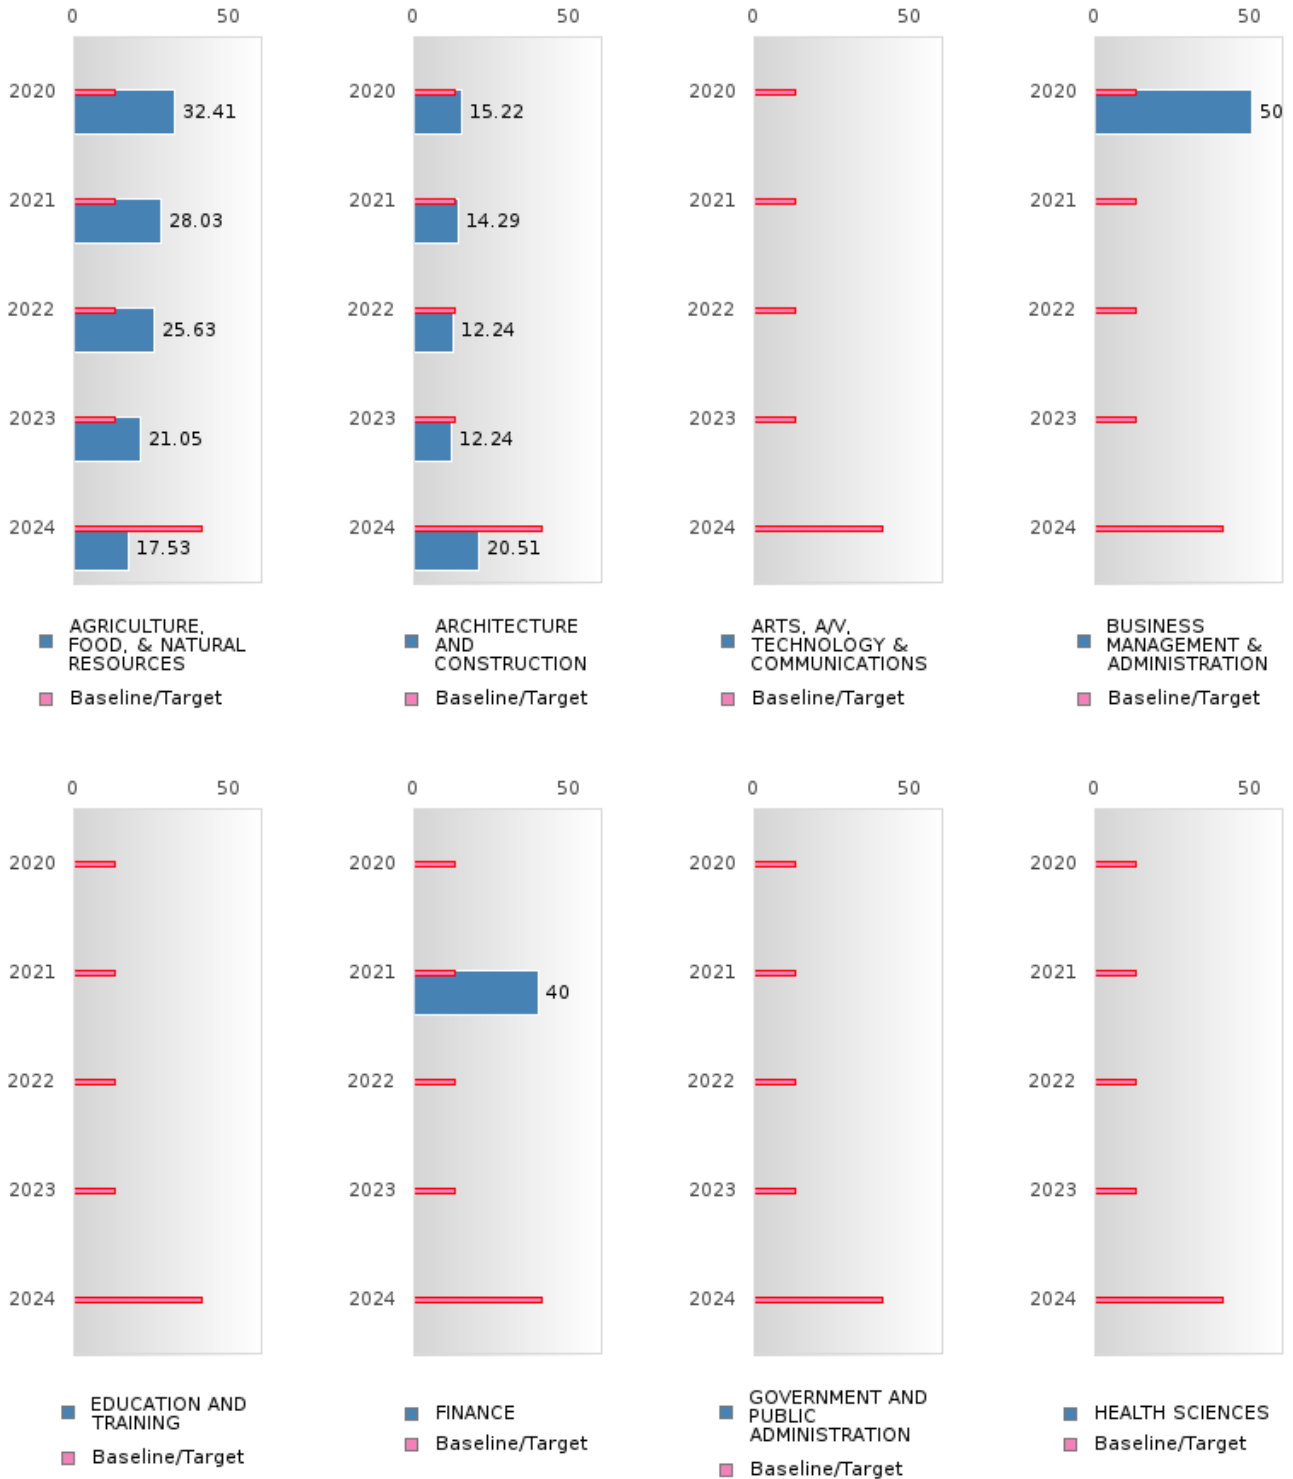 0 50
2020 32.41
2021 28.03
2022 25.63
2023 21.05
2024 17.53
AGRICULTURE,
FOOD, & NATURAL
RESOURCES
Baseline/Target
0 50
2020 15.22
2021 14.29
2022 12.24
2023 12.24
2024 20.51
ARCHITECTURE
AND
CONSTRUCTION
Baseline/Target
0 50
2020
2021
2022
2023
2024
ARTS, A/V,
TECHNOLOGY &
COMMUNICATIONS
Baseline/Target
0 50
2020 50
2021
2022
2023
2024
BUSINESS
MANAGEMENT &
ADMINISTRATION
Baseline/Target
0 50
2020
2021
2022
2023
2024
EDUCATION AND
TRAINING
Baseline/Target
0 50
2020
2021 40
2022
2023
2024
FINANCE
Baseline/Target
0 50
2020
2021
2022
2023
2024
GOVERNMENT AND
PUBLIC
ADMINISTRATION
Baseline/Target
0 50
2020
2021
2022
2023
2024
HEALTH SCIENCES
Baseline/Target